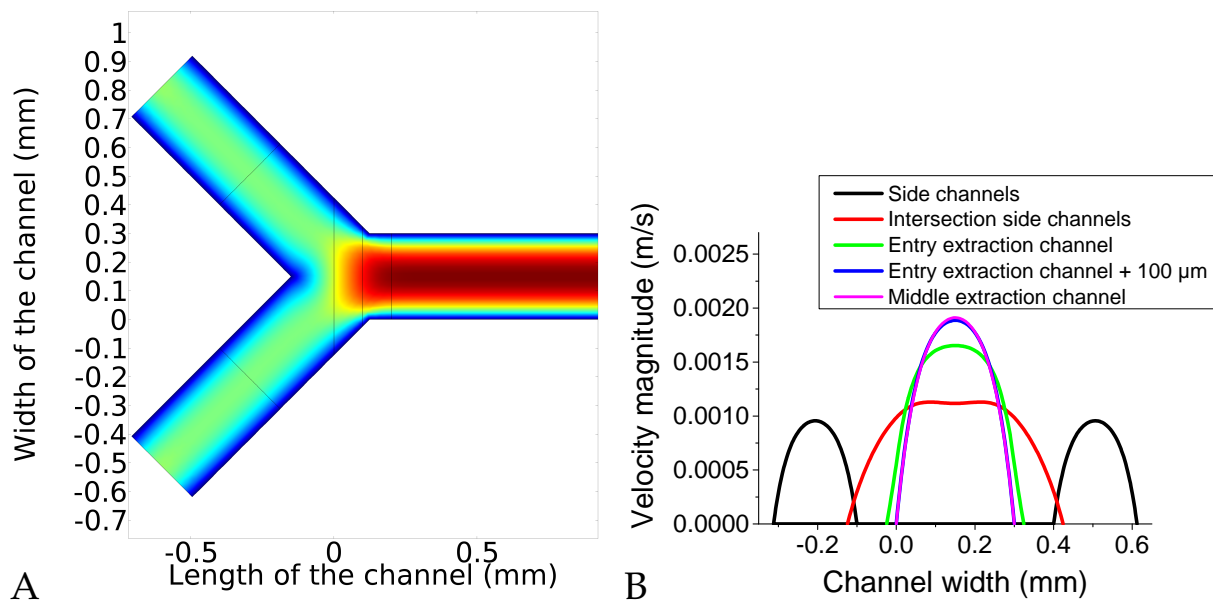 1
0.9
0.8
0.7
0.6
0.5
0.4
0.3
0.2
0.1
0
-0.1
-0.2
-0.3
-0.4
-0.5
-0.6
-0.7
Width of the channel (mm)
-0.5 0 0.5
Length of the channel (mm)
A
Side channels
Intersection side channels
Entry extraction channel
Entry extraction channel + 100 µm
Middle extraction channel
0.0025
0.0020
0.0015
0.0010
0.0005
0.0000
Velocity magnitude (m/s)
-0.2 0.0 0.2 0.4 0.6
Channel width (mm)
B